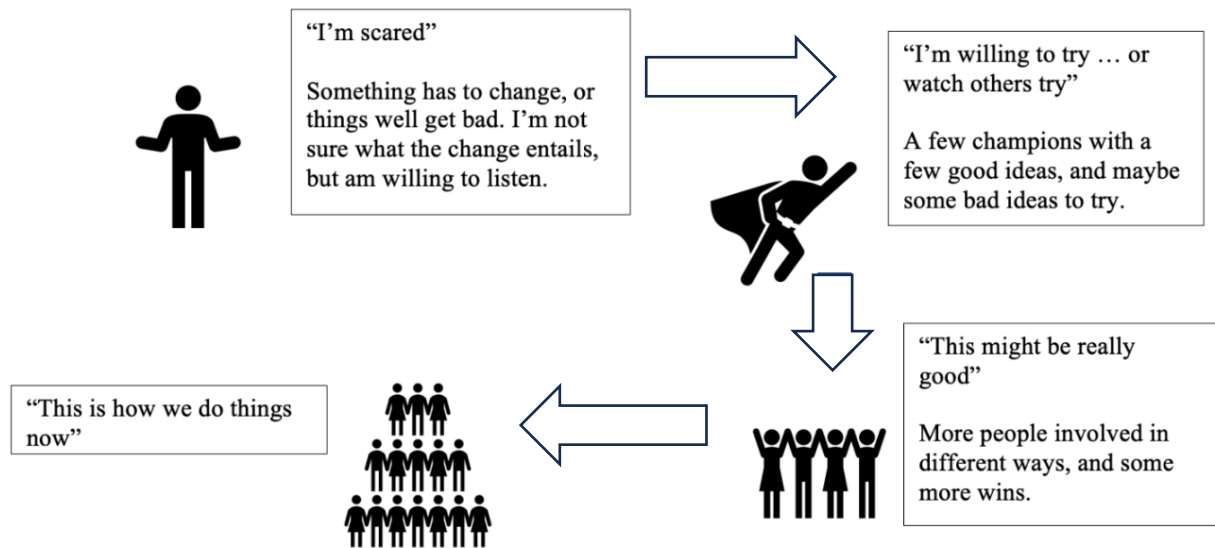 “I’m scared”
Something has to change, or
things well get bad. I’m not
sure what the change entails,
but am willing to listen.
“I’m willing to try … or
watch others try”
A few champions with a
few good ideas, and maybe
some bad ideas to try.
“This might be really
good”
More people involved in
different ways, and some
more wins.
“This is how we do things
now”